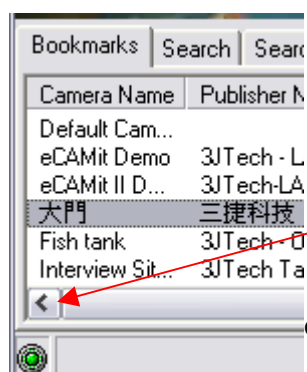 Bookmarks Search Searc
Camera Name Publisher N
Default Cam...
eCAMit Demo 3JTech - L
eCAMit II D... 3JTech-LA
大門 三捷科技
Fish tank 3JTech - O
Interview Sit... 3JTech Ta